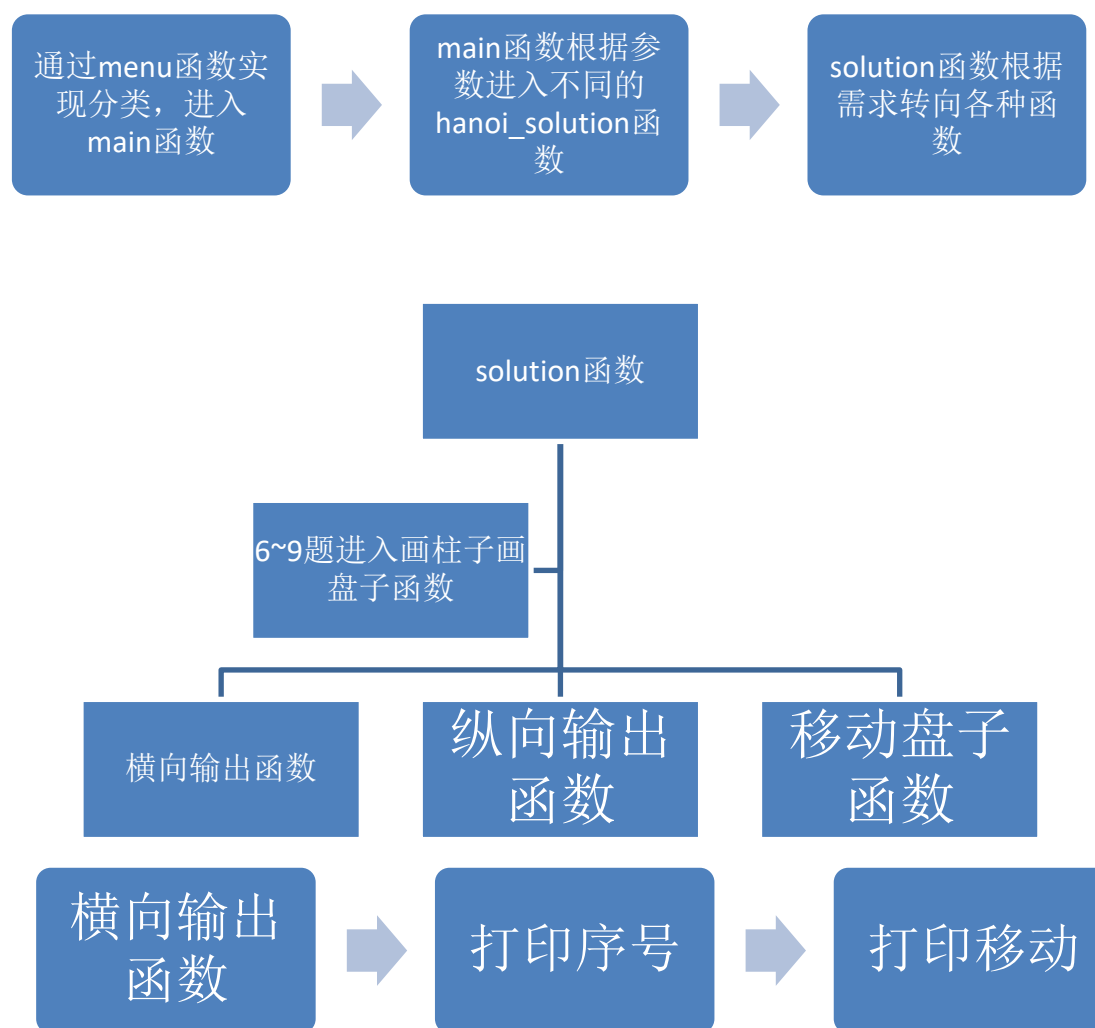 通过menu函数实
现分类，进入
main函数
main函数根据参
数进入不同的
hanoi_solution函
数
solution函数根据
需求转向各种函
数
solution函数
6~9题进入画柱子画
盘子函数
横向输出函数
纵向输出
函数
移动盘子
函数
横向输出
函数
打印序号
打印移动